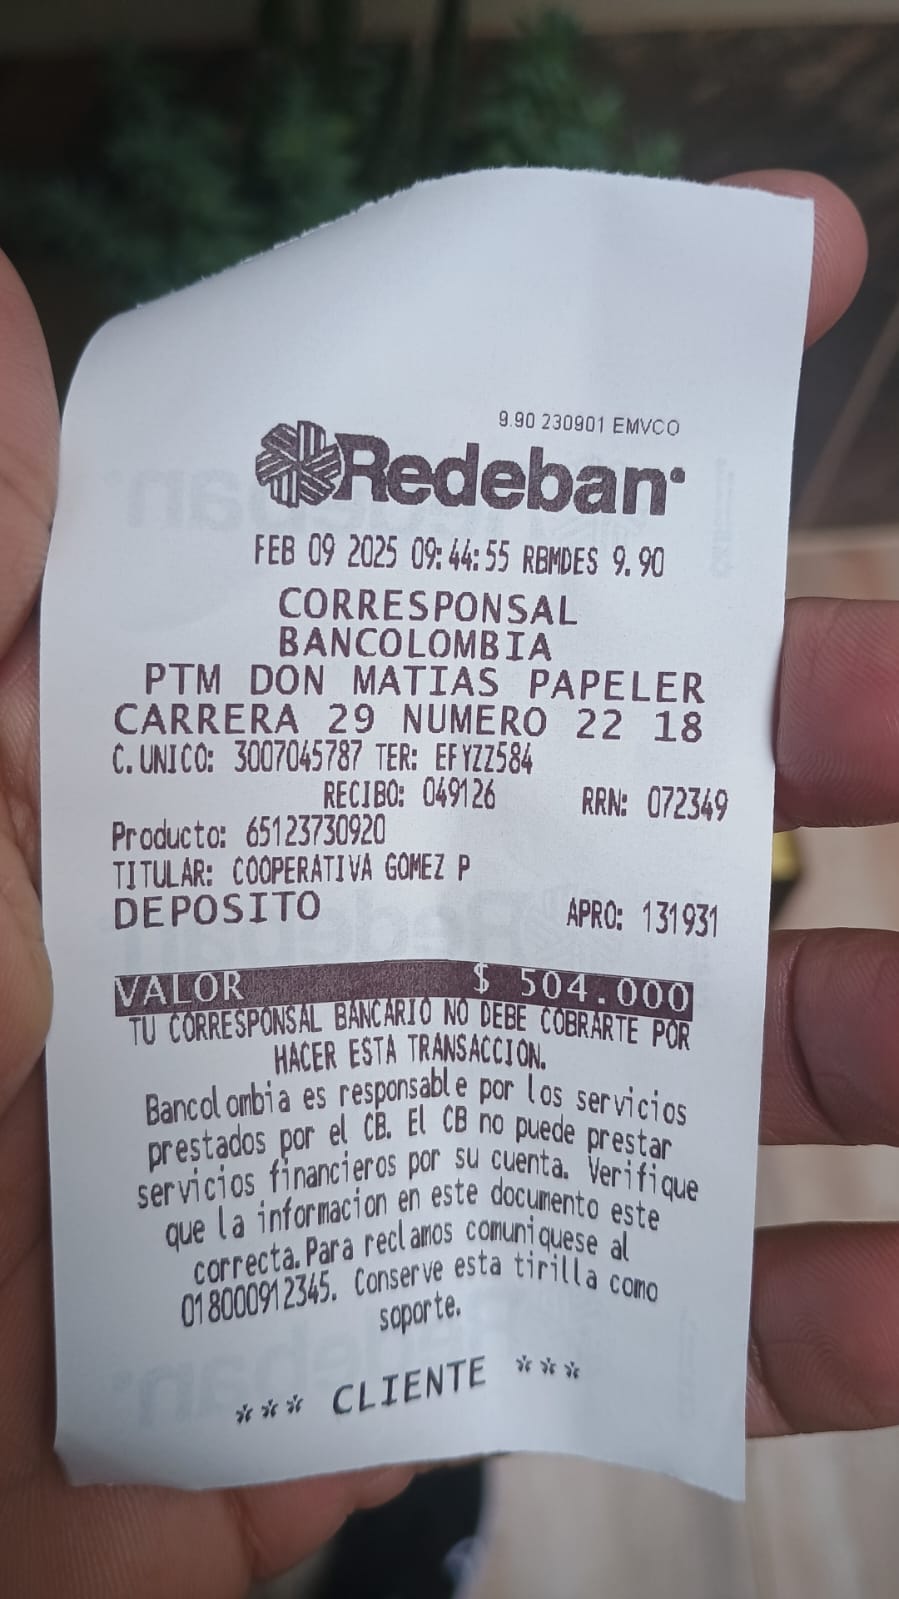 9.90 230901 EMVCO
Redeban
FEB 09 2025 09:44:55 RBMDES 9.90
CORRESPONSAL
BANCOLOMBIA
PTM DON MATIAS PAPELER
CARRERA 29 NUMERO 22 18
C.UNICO: 3007045787 TER: EFYZZ584
RECIBO: 049126 RRN: 072349
Producto: 65123730920
TITULAR: COOPERATIVA GOMEZ P
DEPOSITO APRO: 131931
VALOR $ 504.000
TU CORRESPONSAL BANCARIO NO DEBE COBRARTE POR
HACER ESTA TRANSACCION.
Bancolombia es responsable por los servicios
prestados por el CB. El CB no puede prestar
servicios financieros por su cuenta. Verifique
que la informacion en este documento este
correcta.Para reclamos comuniquese al
018000912345. Conserve esta tirilla como
soporte.
*** CLIENTE ***